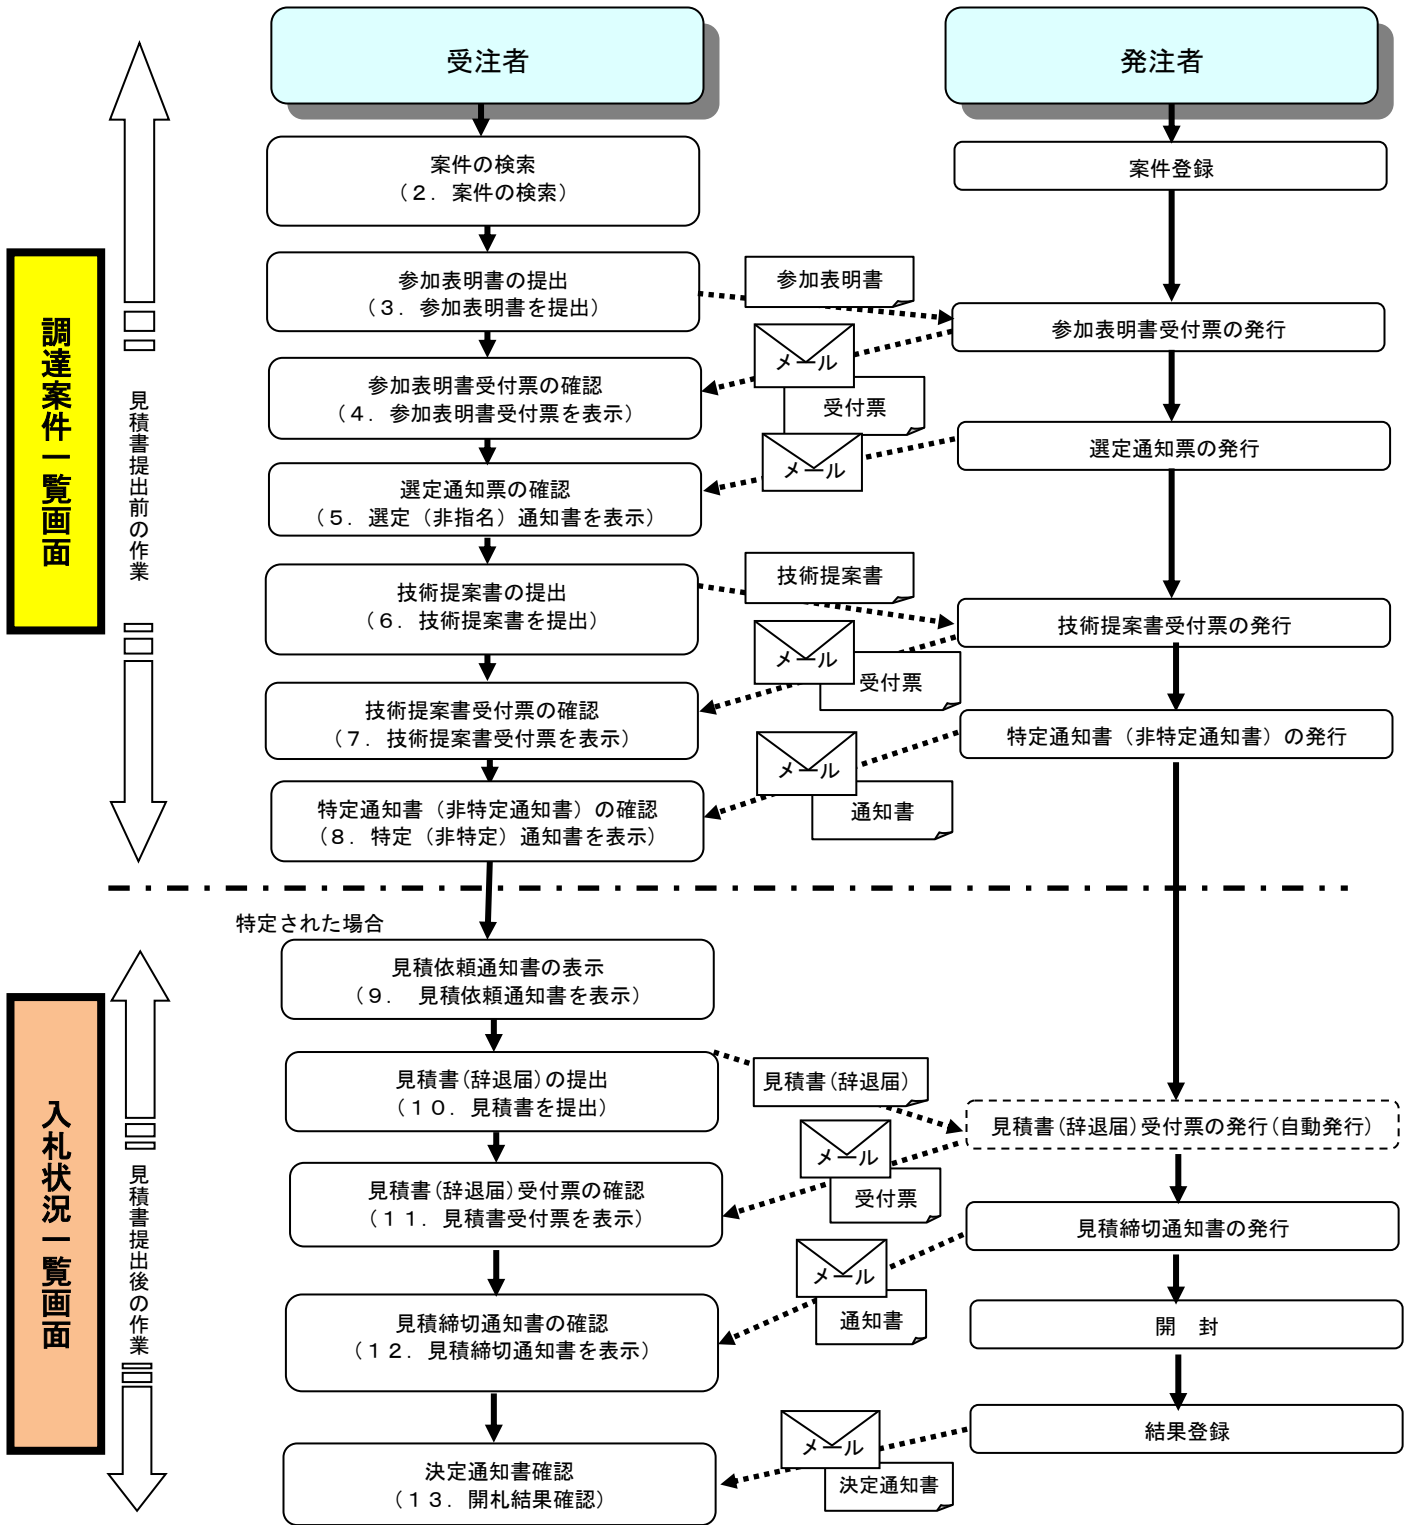 受注者
発注者
案件の検索
（２．案件の検索）
案件登録
参加表明書の提出
（３．参加表明書を提出）
参加表明書
参加表明書受付票の発行
メール
受付票
参加表明書受付票の確認
（４．参加表明書受付票を表示）
選定通知票の発行
メール
選定通知票の確認
（５．選定（非指名）通知書を表示）
技術提案書の提出
（６．技術提案書を提出）
技術提案書
技術提案書受付票の発行
メール
受付票
技術提案書受付票の確認
（７．技術提案書受付票を表示）
特定通知書（非特定通知書）の発行
メール
通知書
特定通知書（非特定通知書）の確認
（８．特定（非特定）通知書を表示）
調達案件一覧画面
見積書提出前の作業
特定された場合
見積依頼通知書の表示
（９．　見積依頼通知書を表示）
見積書(辞退届)の提出
（１０．見積書を提出）
見積書(辞退届)
見積書(辞退届)受付票の発行(自動発行)
メール
受付票
見積書(辞退届)受付票の確認
（１１．見積書受付票を表示）
見積締切通知書の発行
メール
通知書
見積締切通知書の確認
（１２．見積締切通知書を表示）
開　封
結果登録
メール
決定通知書
決定通知書確認
（１３．開札結果確認）
入札状況一覧画面
見積書提出後の作業